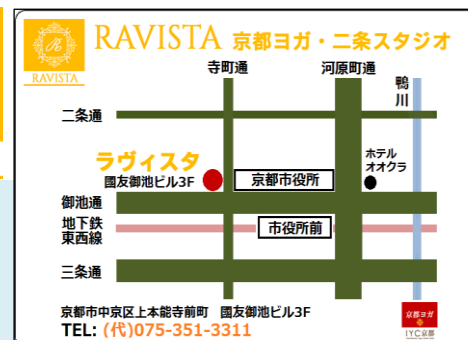 RAVISTA 京都ヨガ・二条スタジオ
RAVISTA
寺町通
河原町通
鴨川
二条通
ラヴィスタ
國友御池ビル3F
京都市役所
ホテル
オオクラ
御池通
地下鉄
東西線
市役所前
三条通
京都市中京区上本能寺前町 國友御池ビル3F
TEL: (代)075-351-3311
京都ヨガ
IYC京都